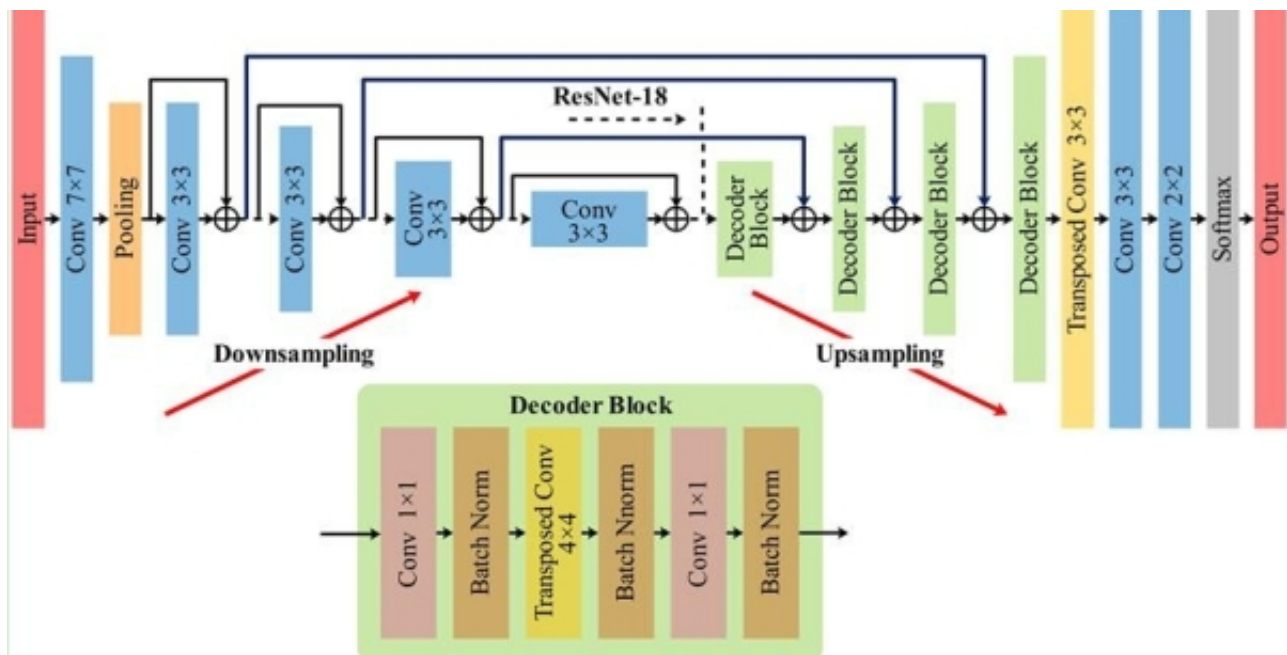 ResNet-18
Input
Conv 7×7
Pooling
Conv 3×3
Conv 3×3
Conv
3×3
Conv
3×3
Decoder
Block
Decoder Block
Decoder Block
Decoder Block
Transposed Conv 3×3
Conv 3×3
Conv 2×2
Softmax
Output
Downsampling
Upsampling
Decoder Block
Conv 1×1
Batch Norm
Transposed Conv
4×4
Batch Nnorm
Conv 1×1
Batch Norm